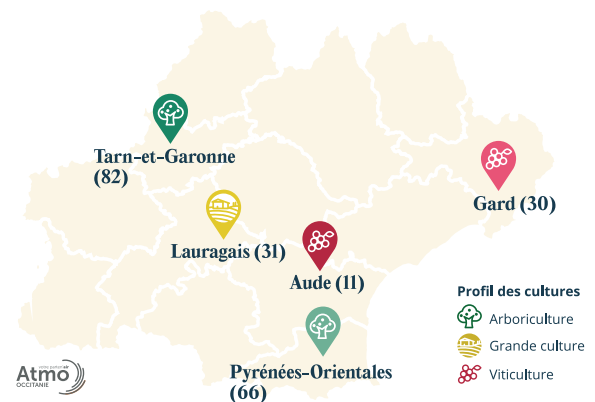 Tarn-et-Garonne
(82)
Gard (30)
Lauragais (31)
Aude (11)
Pyrénées-Orientales
(66)
Profil des cultures
Arboriculture
Grande culture
Viticulture
Atmo
OCCITANIE